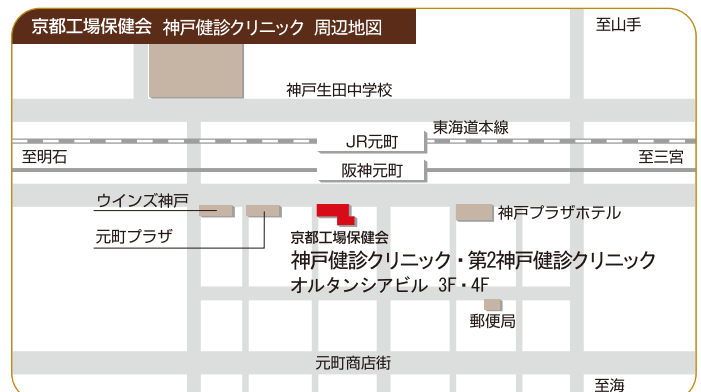 京都工場保健会 神戸健診クリニック 周辺地図
至山手
神戸生田中学校
東海道本線
JR元町
至明石
至三宮
阪神元町
ウインズ神戸
神戸プラザホテル
元町プラザ
京都工場保健会
神戸健診クリニック・第2神戸健診クリニック
オルタンシアビル 3F・4F
郵便局
元町商店街
至海